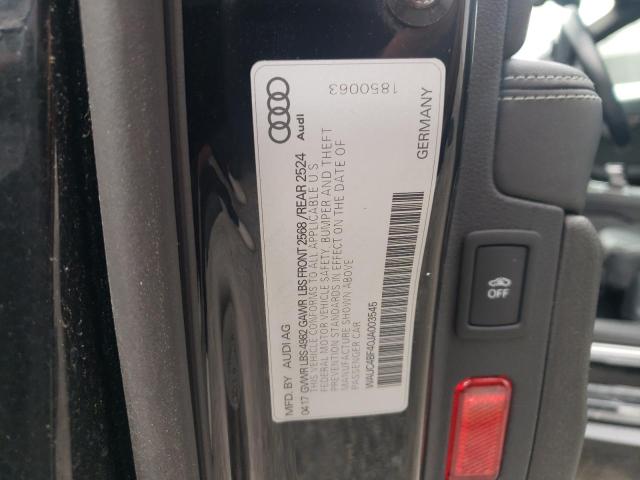 MFD. BY AUDI AG
04.17 GVWR LBS 4982 GAWR LBS FRONT 2568 /REAR 2524
THIS VEHICLE CONFORMS TO ALL APPLICABLE U S
FEDERAL MOTOR VEHICLE SAFETY, BUMPER AND THEFT
PREVENTION STANDARDS IN EFFECT ON THE DATE OF
MANUFACTURE SHOWN ABOVE
PASSENGER CAR
WAUC4BF40JA003545
Audi
1850063
GERMANY
OFF